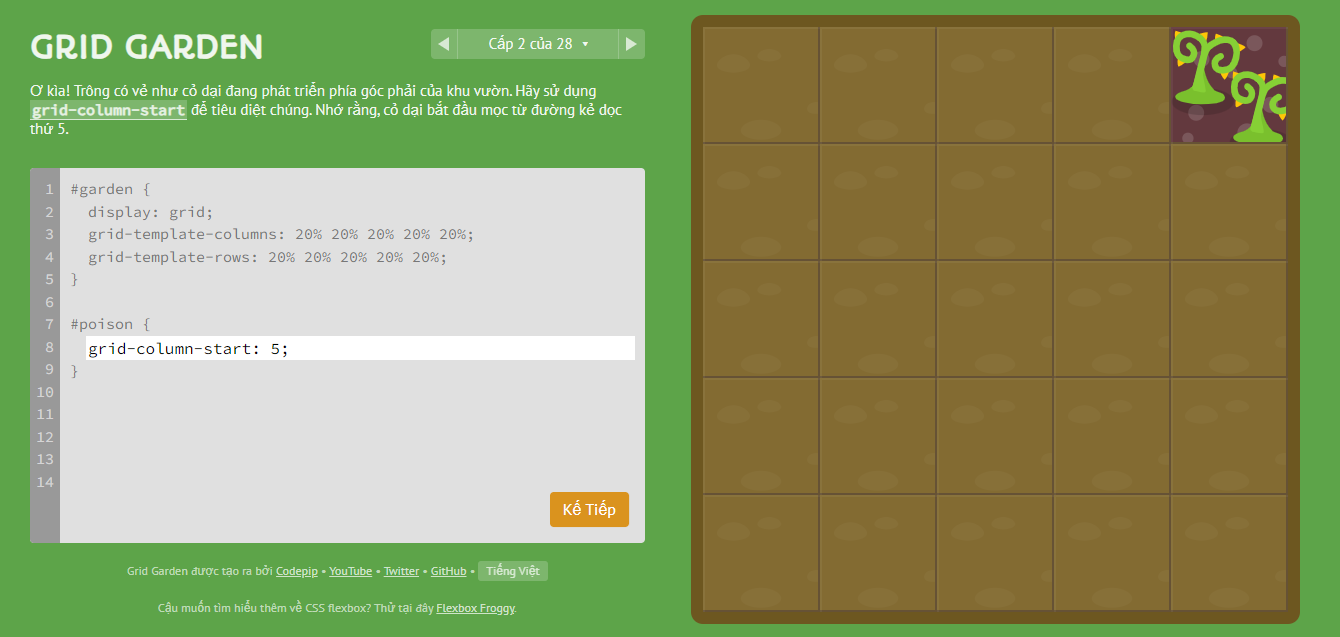 GRID GARDEN
Cấp 2 của 28
Ơ kìa! Trông có vẻ như cỏ dại đang phát triển phía góc phải của khu vườn. Hãy sử dụng
grid-column-start để tiêu diệt chúng. Nhớ rằng, cỏ dại bắt đầu mọc từ đường kẻ dọc
thứ 5.
1 #garden {
2 display: grid;
3 grid-template-columns: 20% 20% 20% 20% 20%;
4 grid-template-rows: 20% 20% 20% 20% 20%;
5 }
6
7 #poison {
8 grid-column-start: 5;
9 }
10
11
12
13
14
Kế Tiếp
Grid Garden được tạo ra bởi Codepip • YouTube • Twitter • GitHub • Tiếng Việt
Cậu muốn tìm hiểu thêm về CSS flexbox? Thử tại đây Flexbox Froggy.